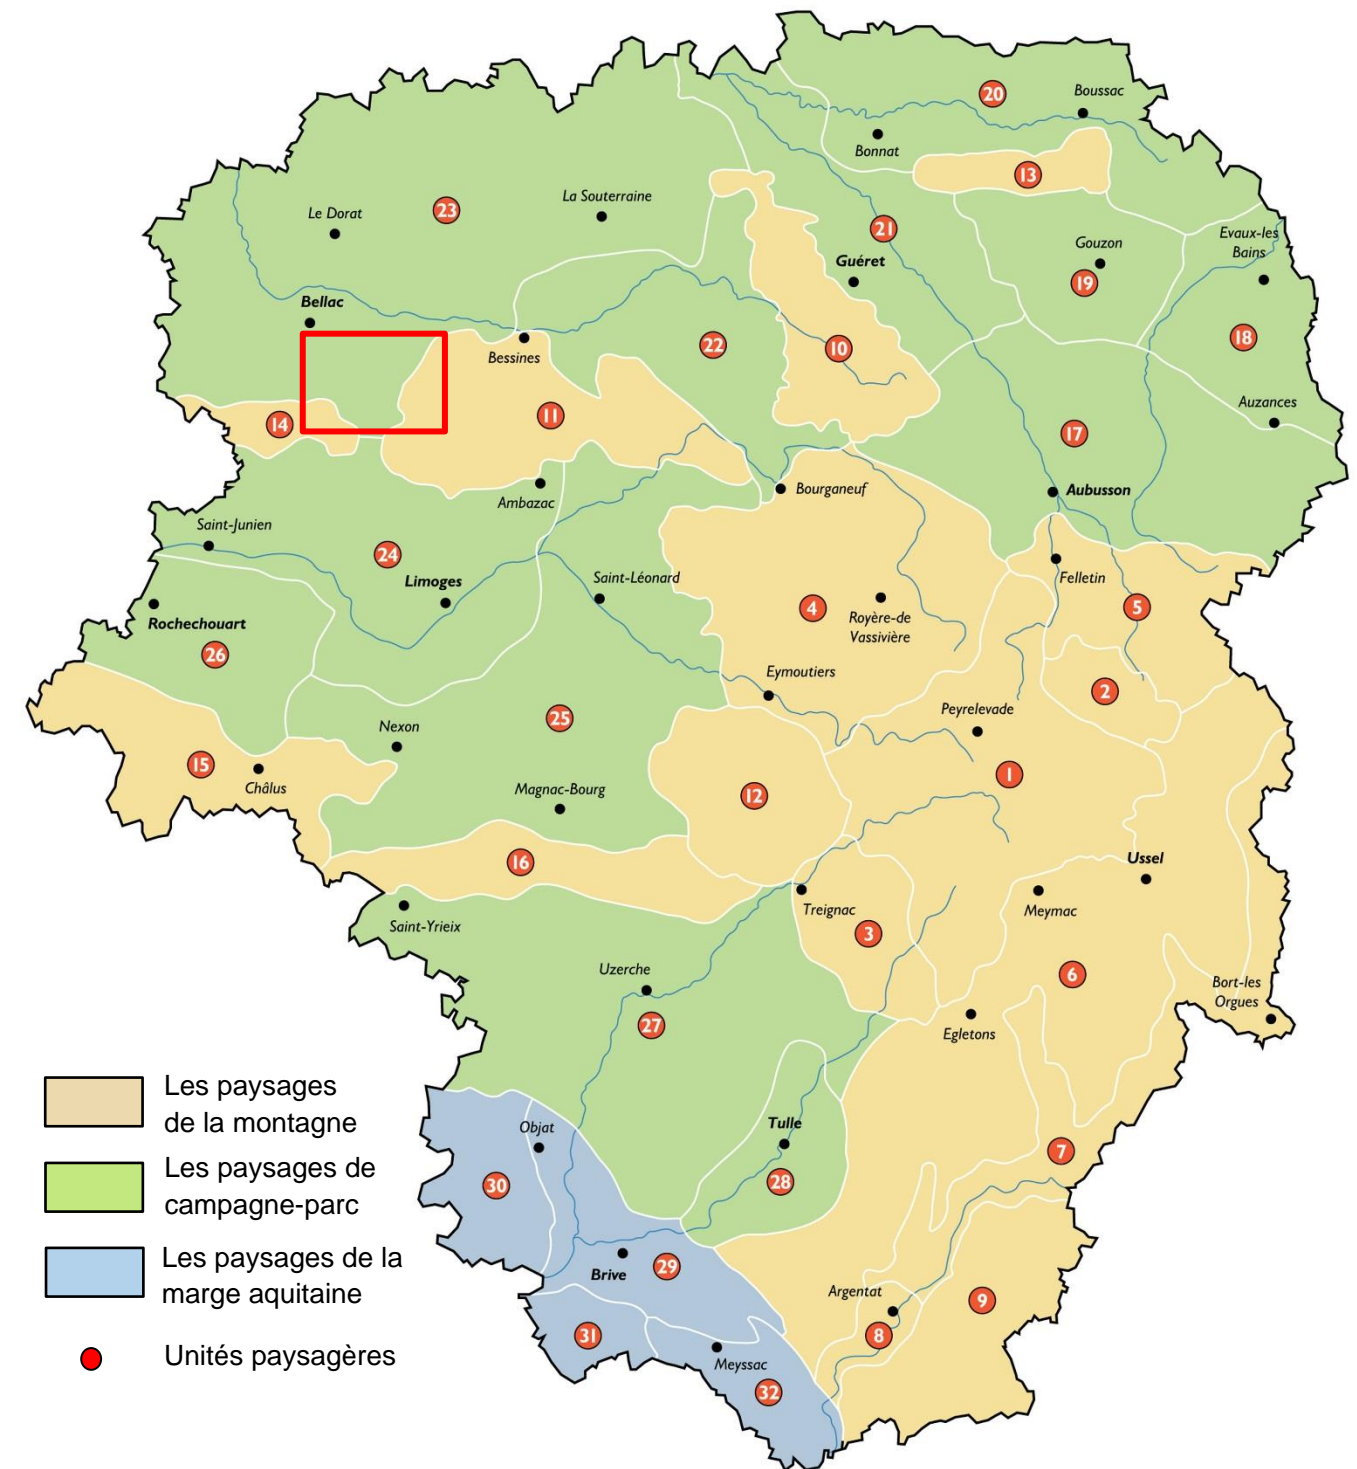 20
Boussac
Bonnat
13
La Souterraine
23
Le Dorat
21
Evaux-les
Bains
Gouzon
Guéret
19
Bellac
18
22
10
Bessines
11
14
Auzances
17
Bourganeuf
Aubusson
Ambazac
Saint-Junien
24
Limoges
Saint-Léonard
Felletin
4
5
Royère-de
Vassivière
Rochechouart
26
Eymoutiers
2
Peyrelevade
25
Nexon
15
Châlus
1
Magnac-Bourg
12
16
Ussel
Treignac
Meymac
Saint-Yrieix
3
Uzerche
6
Bort-les
Orgues
27
Egletons
Les paysages
de la montagne
Objat
Tulle
7
Les paysages de
campagne-parc
30
28
Les paysages de la
marge aquitaine
Brive
29
Argentat
9
31
8
Unités paysagères
Meyssac
32